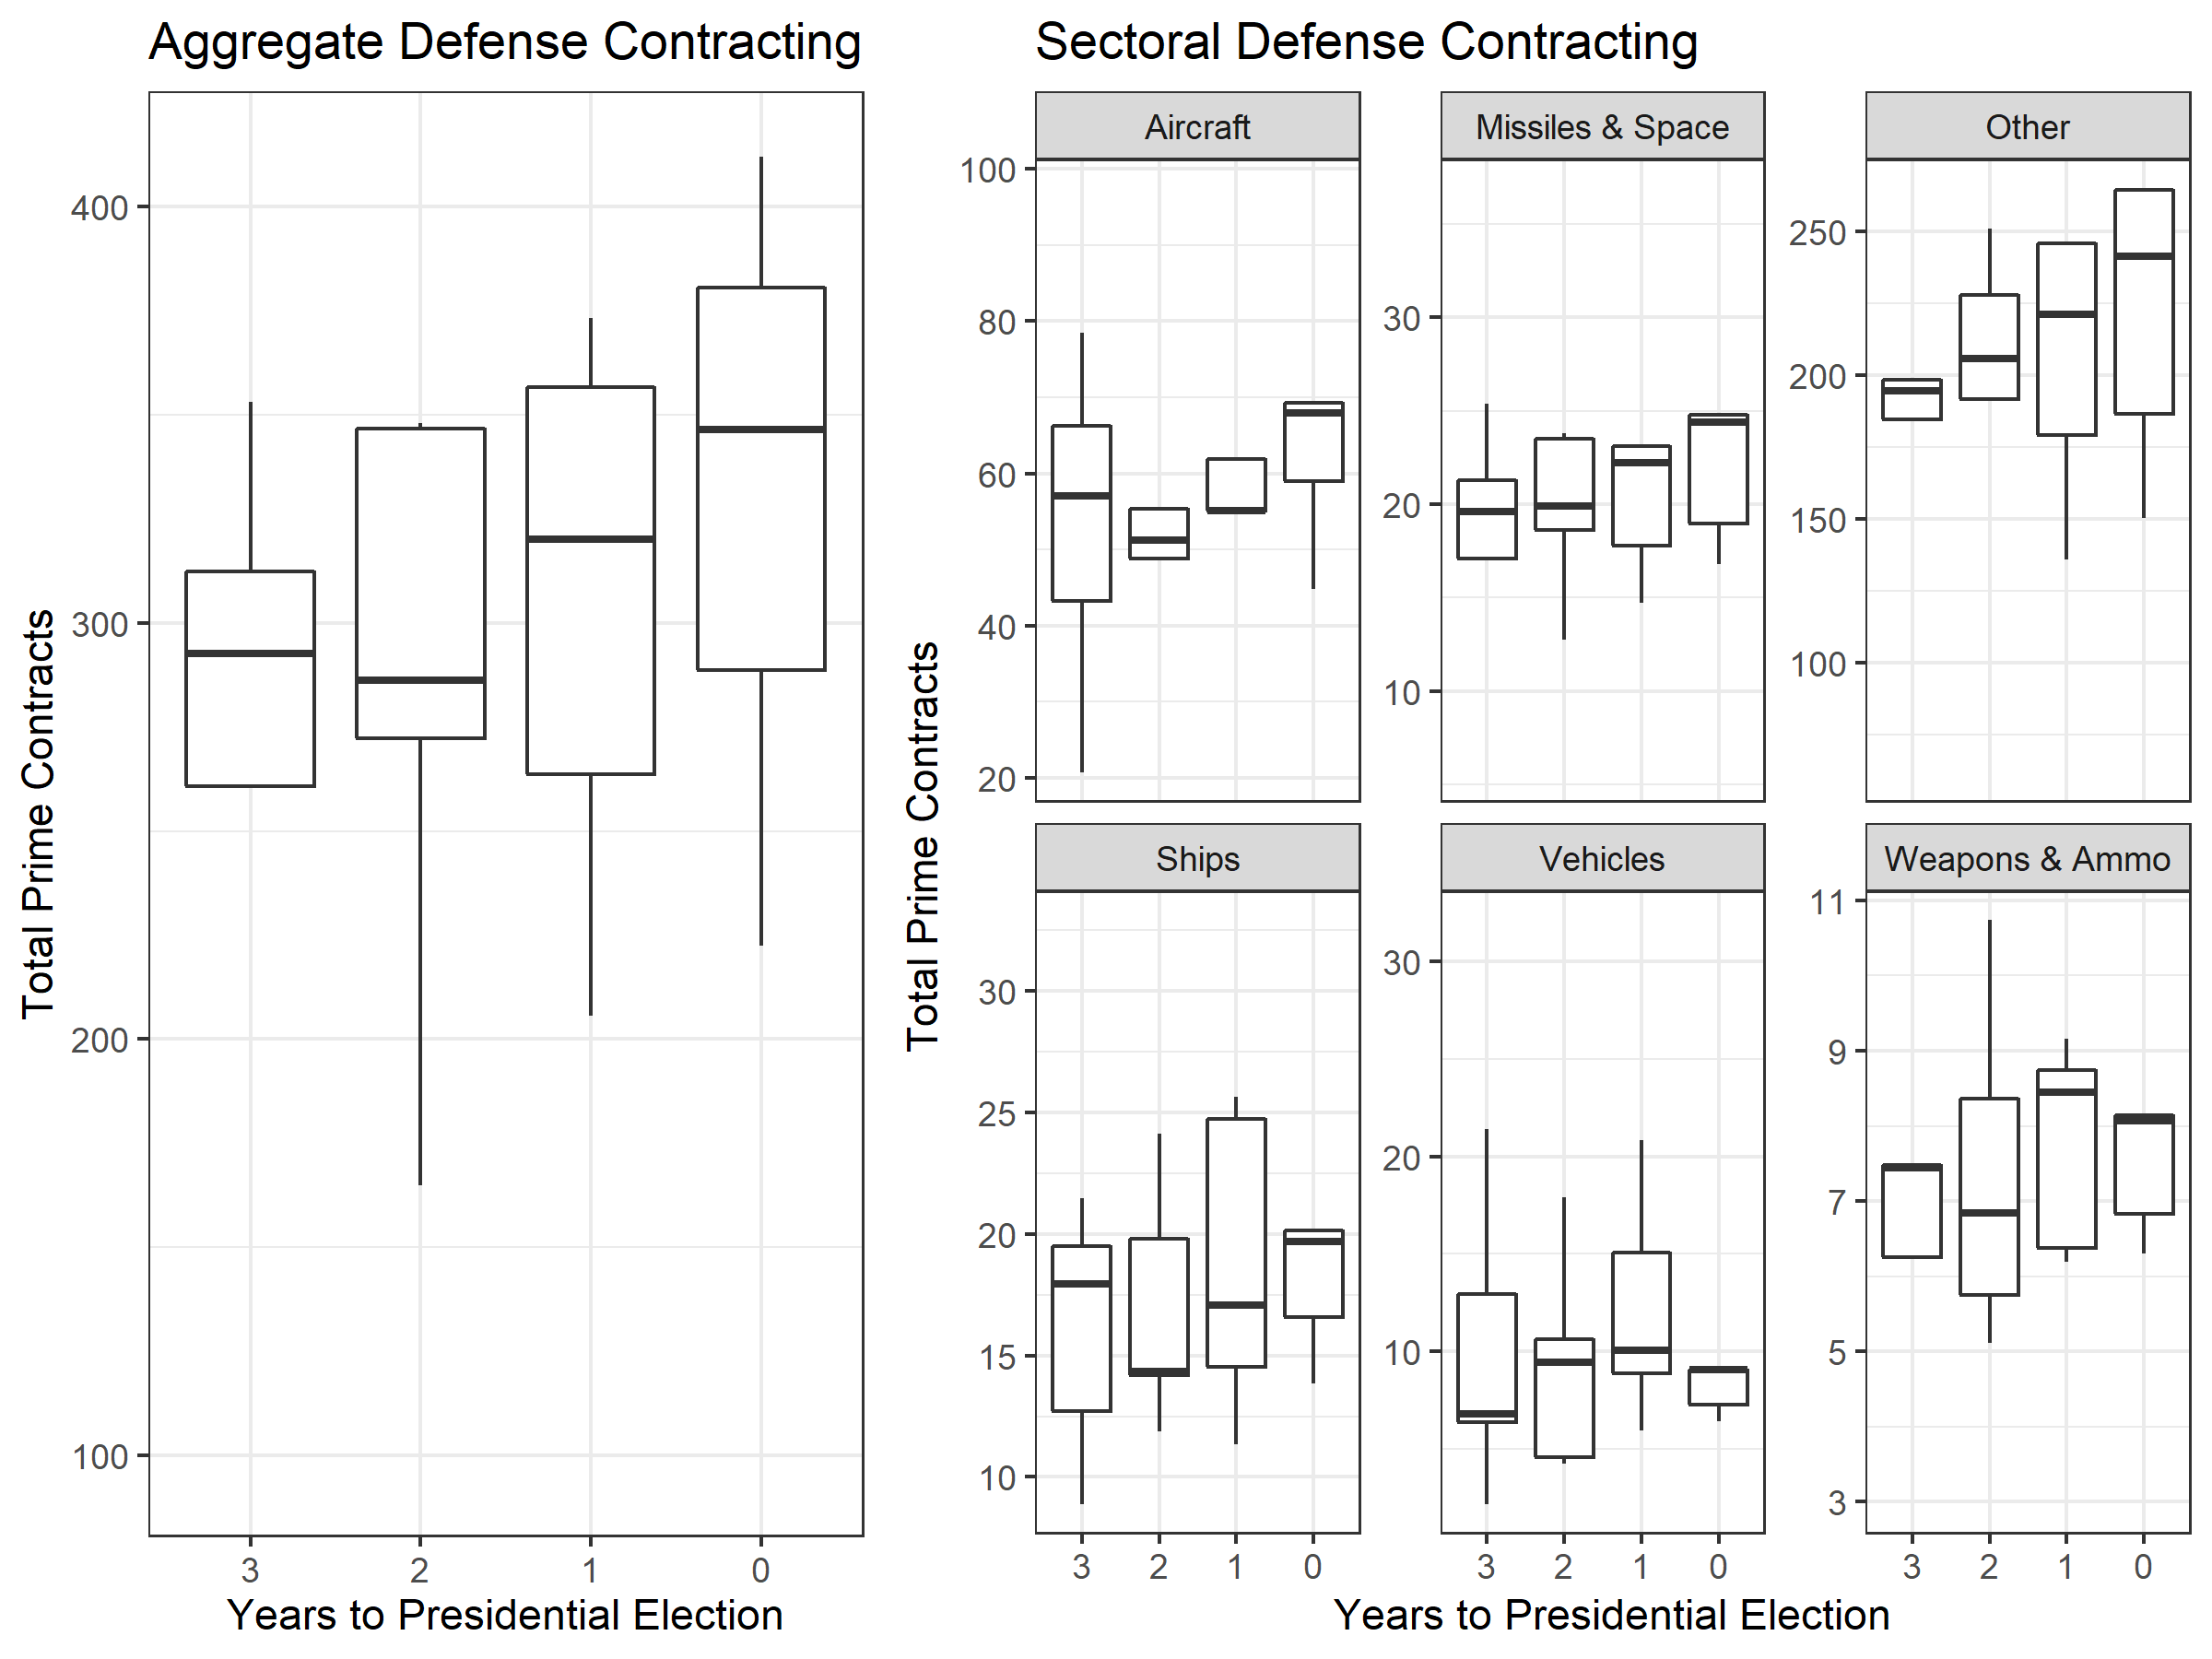 Aggregate Defense Contracting
Total Prime Contracts
400
300
200
100
3 2 1 0
Years to Presidential Election
Sectoral Defense Contracting
Total Prime Contracts
Aircraft
100
80
60
40
20
Missiles & Space
30
20
10
Other
250
200
150
100
Ships
30
25
20
15
10
3 2 1 0
Vehicles
30
20
10
3 2 1 0
Weapons & Ammo
11
9
7
5
3
3 2 1 0
Years to Presidential Election